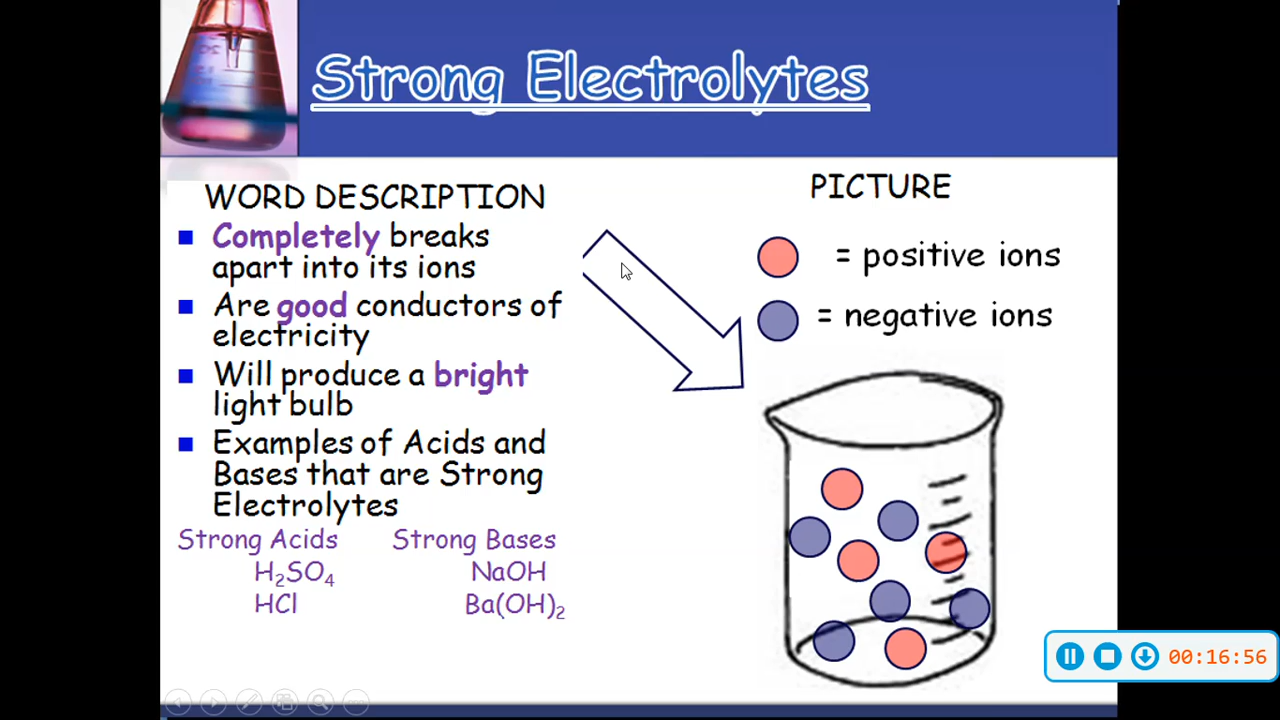 Strong Electrolytes
WORD DESCRIPTION
Completely breaks
apart into its ions
Are good conductors of
electricity
Will produce a bright
light bulb
Examples of Acids and
Bases that are Strong
Electrolytes
Strong Acids
H₂SO₄
HCl
Strong Bases
NaOH
Ba(OH)₂
PICTURE
= positive ions
= negative ions
00:16:56